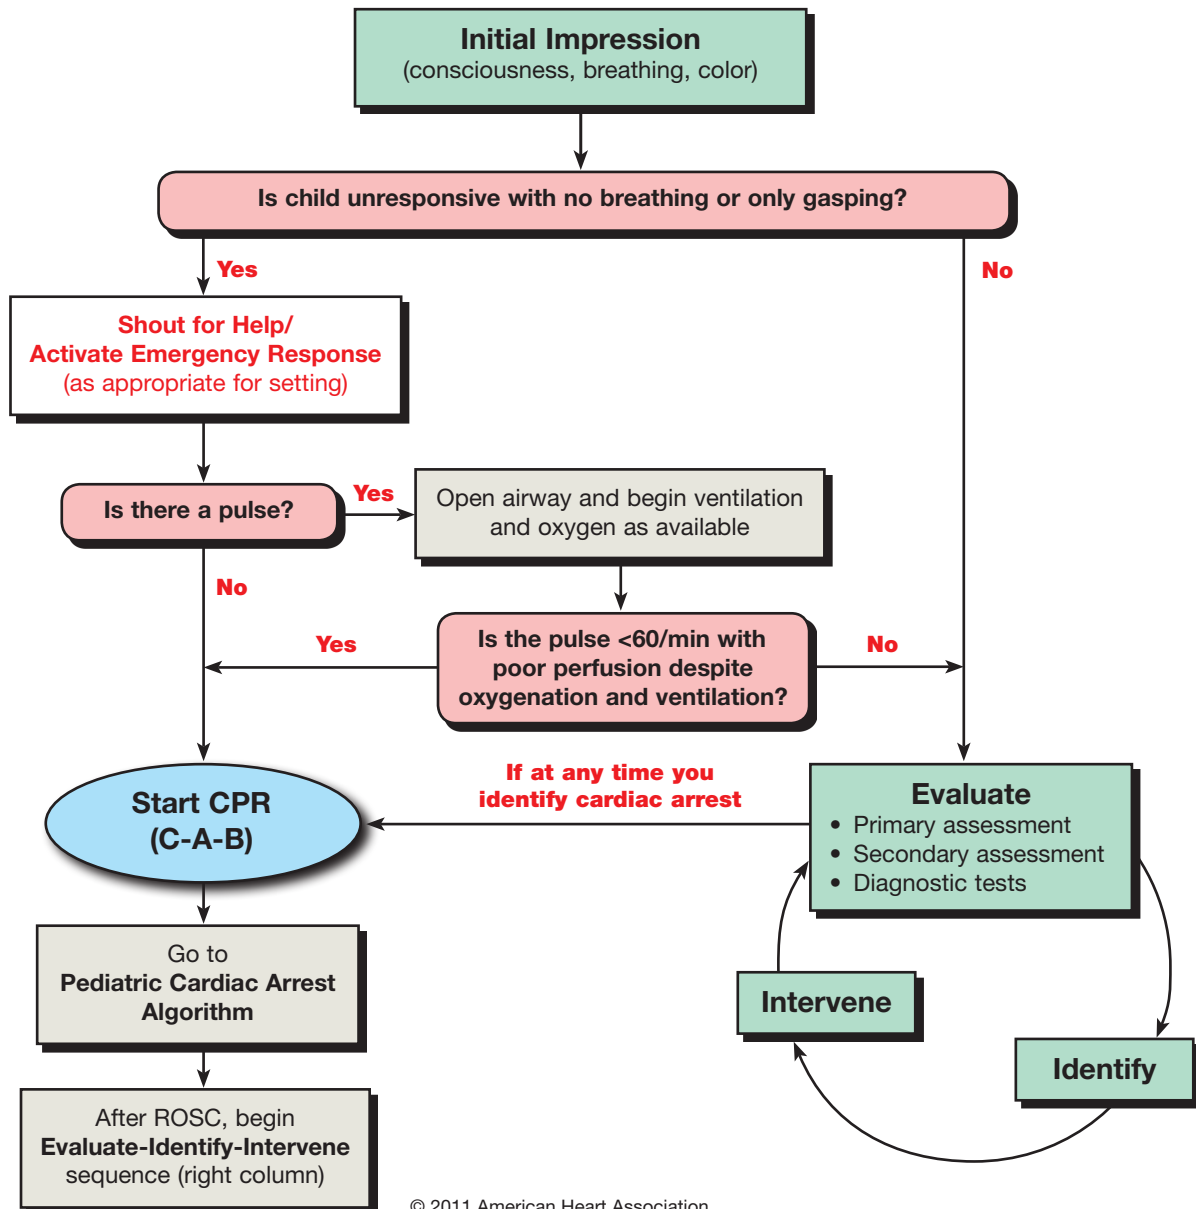 Initial Impression
(consciousness, breathing, color)
Is child unresponsive with no breathing or only gasping?
Yes
No
Shout for Help/
Activate Emergency Response
(as appropriate for setting)
Is there a pulse?
Yes
Open airway and begin ventilation
and oxygen as available
No
Is the pulse <60/min with
poor perfusion despite
oxygenation and ventilation?
Yes
No
Start CPR
(C-A-B)
If at any time you
identify cardiac arrest
Evaluate
• Primary assessment
• Secondary assessment
• Diagnostic tests
Go to
Pediatric Cardiac Arrest
Algorithm
Intervene
Identify
After ROSC, begin
Evaluate-Identify-Intervene
sequence (right column)
© 2011 American Heart Association